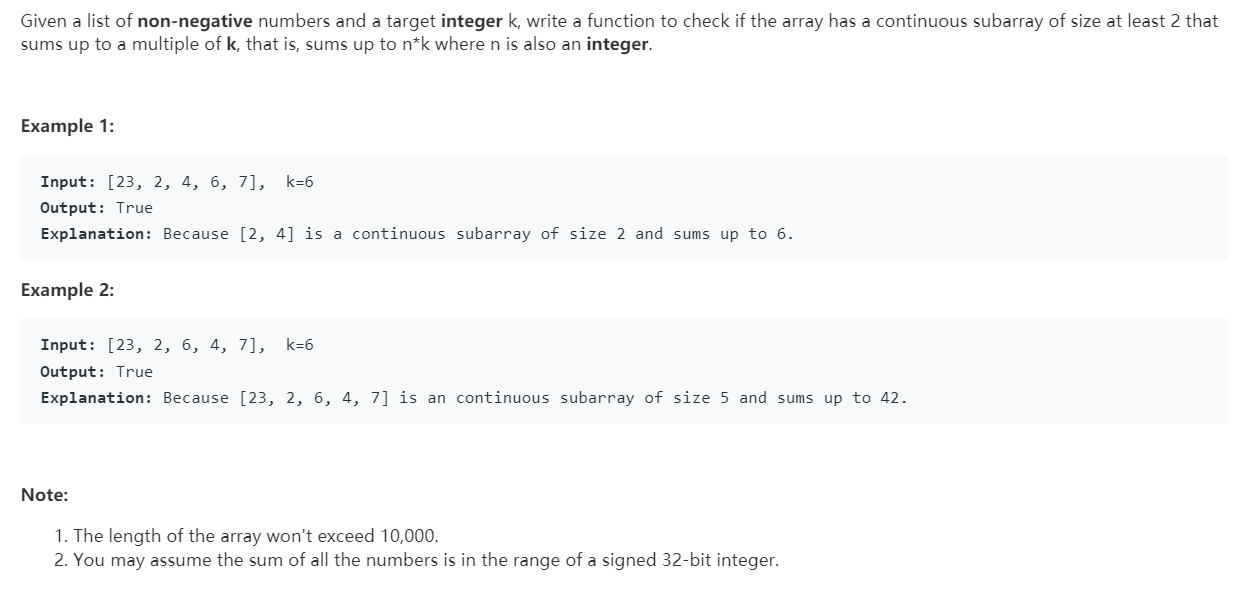 Given a list of non-negative numbers and a target integer k, write a function to check if the array has a continuous subarray of size at least 2 that
sums up to a multiple of k, that is, sums up to n*k where n is also an integer.
Example 1:
Input: [23, 2, 4, 6, 7],  k=6
Output: True
Explanation: Because [2, 4] is a continuous subarray of size 2 and sums up to 6.
Example 2:
Input: [23, 2, 6, 4, 7],  k=6
Output: True
Explanation: Because [23, 2, 6, 4, 7] is an continuous subarray of size 5 and sums up to 42.
Note:
1. The length of the array won't exceed 10,000.
2. You may assume the sum of all the numbers is in the range of a signed 32-bit integer.